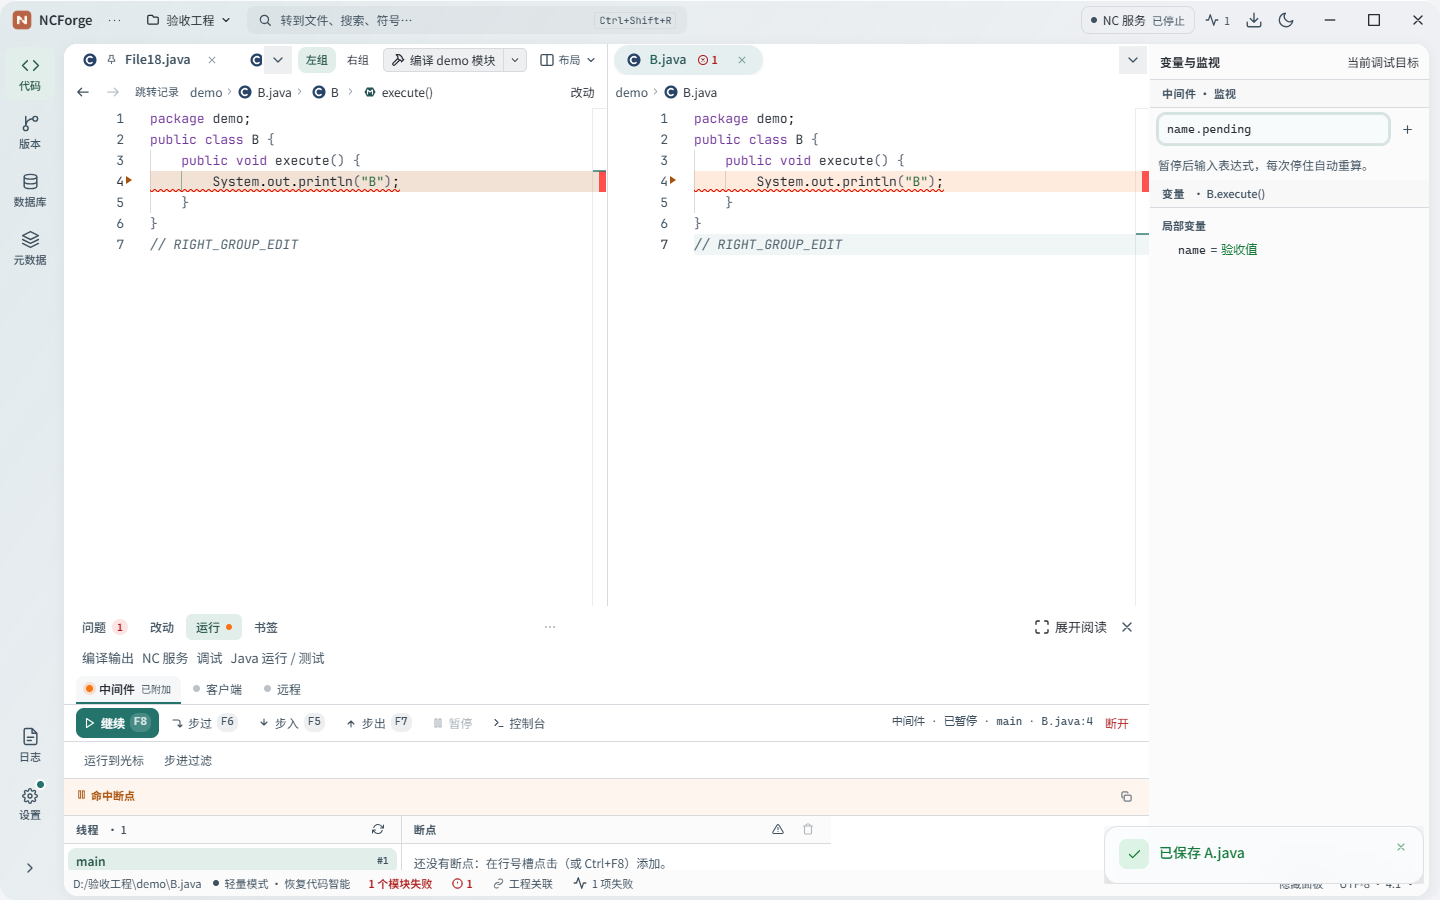 NCForge ··· 验收工程 转到文件、搜索、符号… Ctrl+Shift+R NC 服务 已停止 1
代码
版本
数据库
元数据
日志
设置
File18.java 左组 右组 编译 demo 模块 布局
跳转记录 demo B.java B execute() 改动
1 package demo;
2 public class B {
3 public void execute() {
4 System.out.println("B");
5 }
6 }
7 // RIGHT_GROUP_EDIT
B.java 1
demo B.java
1 package demo;
2 public class B {
3 public void execute() {
4 System.out.println("B");
5 }
6 }
7 // RIGHT_GROUP_EDIT
变量与监视 当前调试目标
中间件 · 监视
name.pending
暂停后输入表达式，每次停住自动重算。
变量 · B.execute()
局部变量
name = 验收值
问题 1 改动 运行 书签 ··· 展开阅读
编译输出 NC 服务 调试 Java 运行 / 测试
中间件 已附加 客户端 远程
继续 F8 步过 F6 步入 F5 步出 F7 暂停 控制台 中间件 · 已暂停 · main · B.java:4 断开
运行到光标 步进过滤
命中断点
线程 · 1 断点
main #1 还没有断点：在行号槽点击（或 Ctrl+F8）添加。
已保存 A.java
D:/验收工程\demo\B.java 轻量模式 · 恢复代码智能 1 个模块失败 1 工程关联 1 项失败 隐藏面板 UTF-8 · 4:1